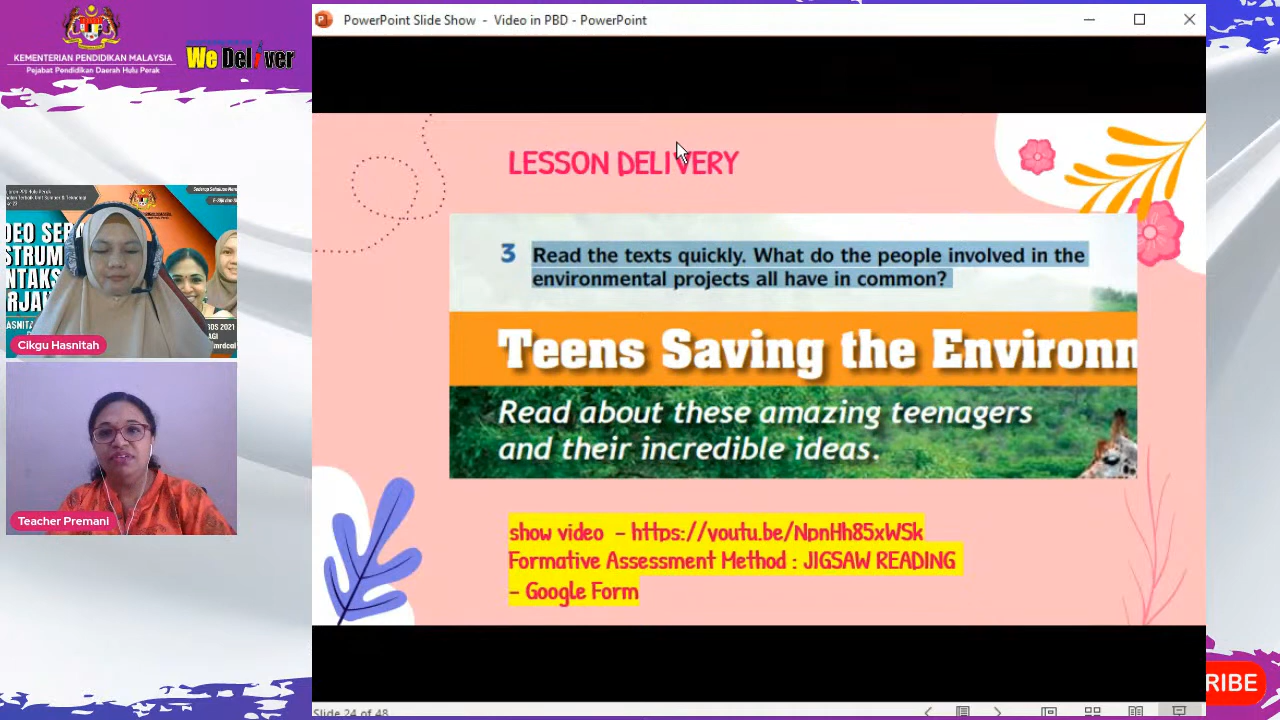 KEMENTERIAN PENDIDIKAN MALAYSIA
Pejabat Pendidikan Daerah Hulu Perak
We Deliver
PowerPoint Slide Show - Video in PBD - PowerPoint
LESSON DELIVERY
3 Read the texts quickly. What do the people involved in the
environmental projects all have in common?
Teens Saving the Environm
Read about these amazing teenagers
and their incredible ideas.
show video – https://youtu.be/NpnHh85xWSk
Formative Assessment Method : JIGSAW READING
– Google Form
Cikgu Hasnitah
Teacher Premani
Slide 24 of 48
RIBE